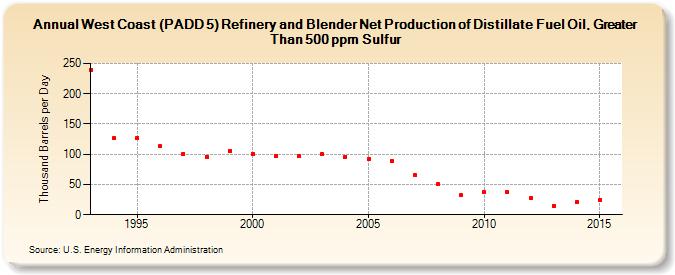 Annual West Coast (PADD 5) Refinery and Blender Net Production of Distillate Fuel Oil, Greater
Than 500 ppm Sulfur
Thousand Barrels per Day
250
200
150
100
50
0
1995
2000
2005
2010
2015
Source: U.S. Energy Information Administration